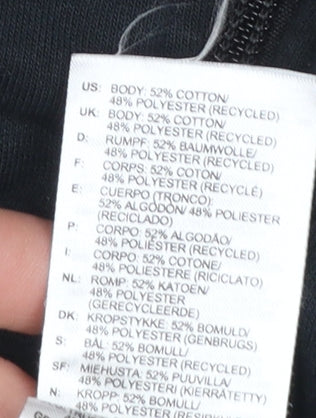 US: BODY: 52% COTTON/
48% POLYESTER (RECYCLED)
UK: BODY: 52% COTTON/
48% POLYESTER (RECYCLED)
D: RUMPF: 52% BAUMWOLLE/
48% POLYESTER (RECYCLED)
F: CORPS: 52% COTON/
48% POLYESTER (RECYCLÉ)
E: CUERPO (TRONCO):
52% ALGODÓN/ 48% POLIESTER
(RECICLADO)
P: CORPO: 52% ALGODÃO/
48% POLIÉSTER (RECYCLED)
I: CORPO: 52% COTONE/
48% POLIESTERE (RICICLATO)
NL: ROMP: 52% KATOEN/
48% POLYESTER
(GERECYCLEERDE)
DK: KROPSTYKKE: 52% BOMULD/
48% POLYESTER (GENBRUGS)
S: BÅL: 52% BOMULL/
48% POLYESTER (RECYCLED)
SF: MIEHUSTA: 52% PUUVILLA/
48% POLYESTERI (KIERRÄTETTY)
N: KROPP: 52% BOMULL/
48% POLYESTER